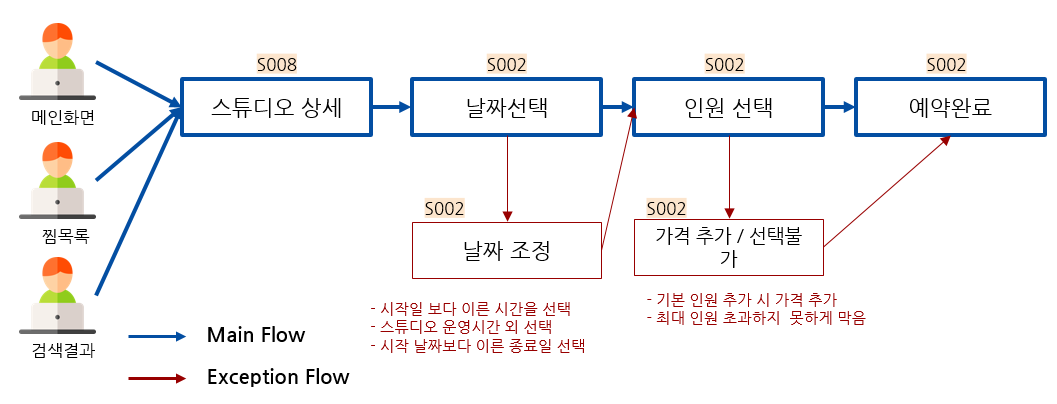 메인화면
찜목록
검색결과
S008
스튜디오 상세
S002
날짜선택
S002
인원 선택
S002
예약완료
S002
날짜 조정
- 시작일 보다 이른 시간을 선택
- 스튜디오 운영시간 외 선택
- 시작 날짜보다 이른 종료일 선택
S002
가격 추가 / 선택불
가
- 기본 인원 추가 시 가격 추가
- 최대 인원 초과하지 못하게 막음
Main Flow
Exception Flow